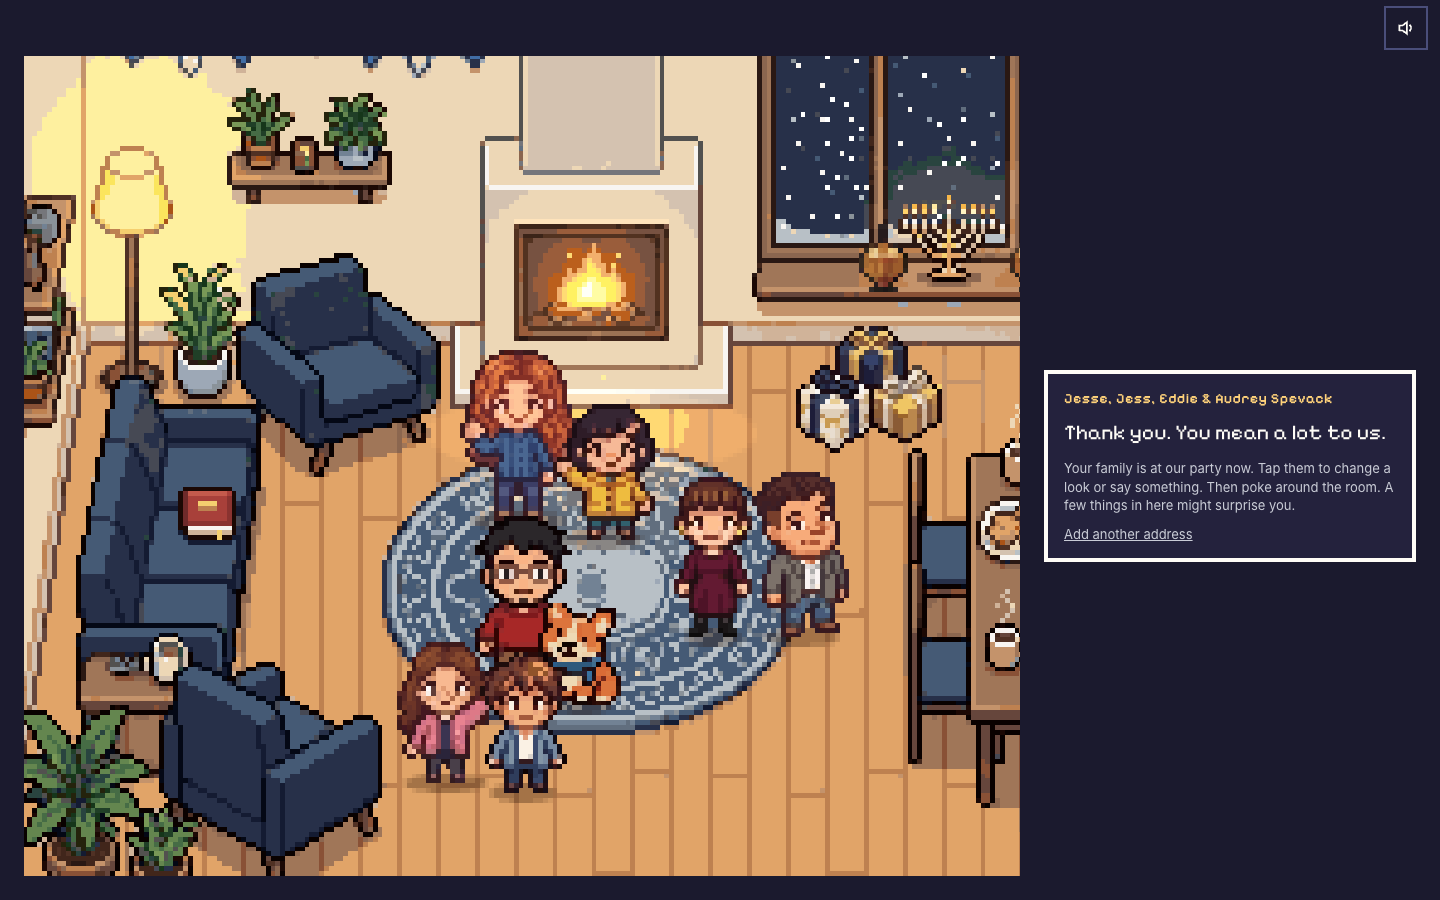 Jesse, Jess, Eddie & Audrey Spevack
Thank you. You mean a lot to us.
Your family is at our party now. Tap them to change a
look or say something. Then poke around the room. A
few things in here might surprise you.
Add another address